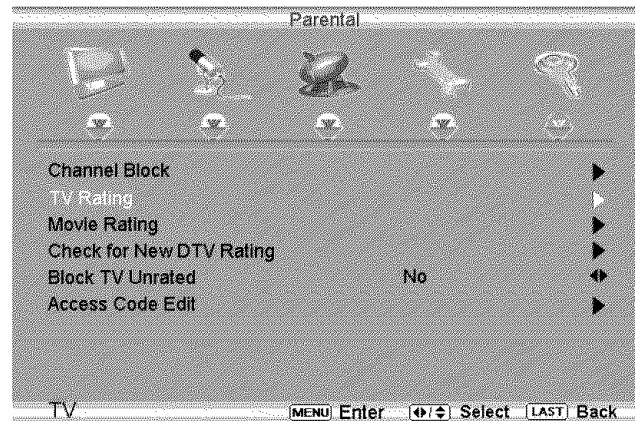 Parental
Channel Block
TV Rating
Movie Rating
Check for New DTV Rating
Block TV Unrated No
Access Code Edit
TV MENU Enter / Select LAST Back